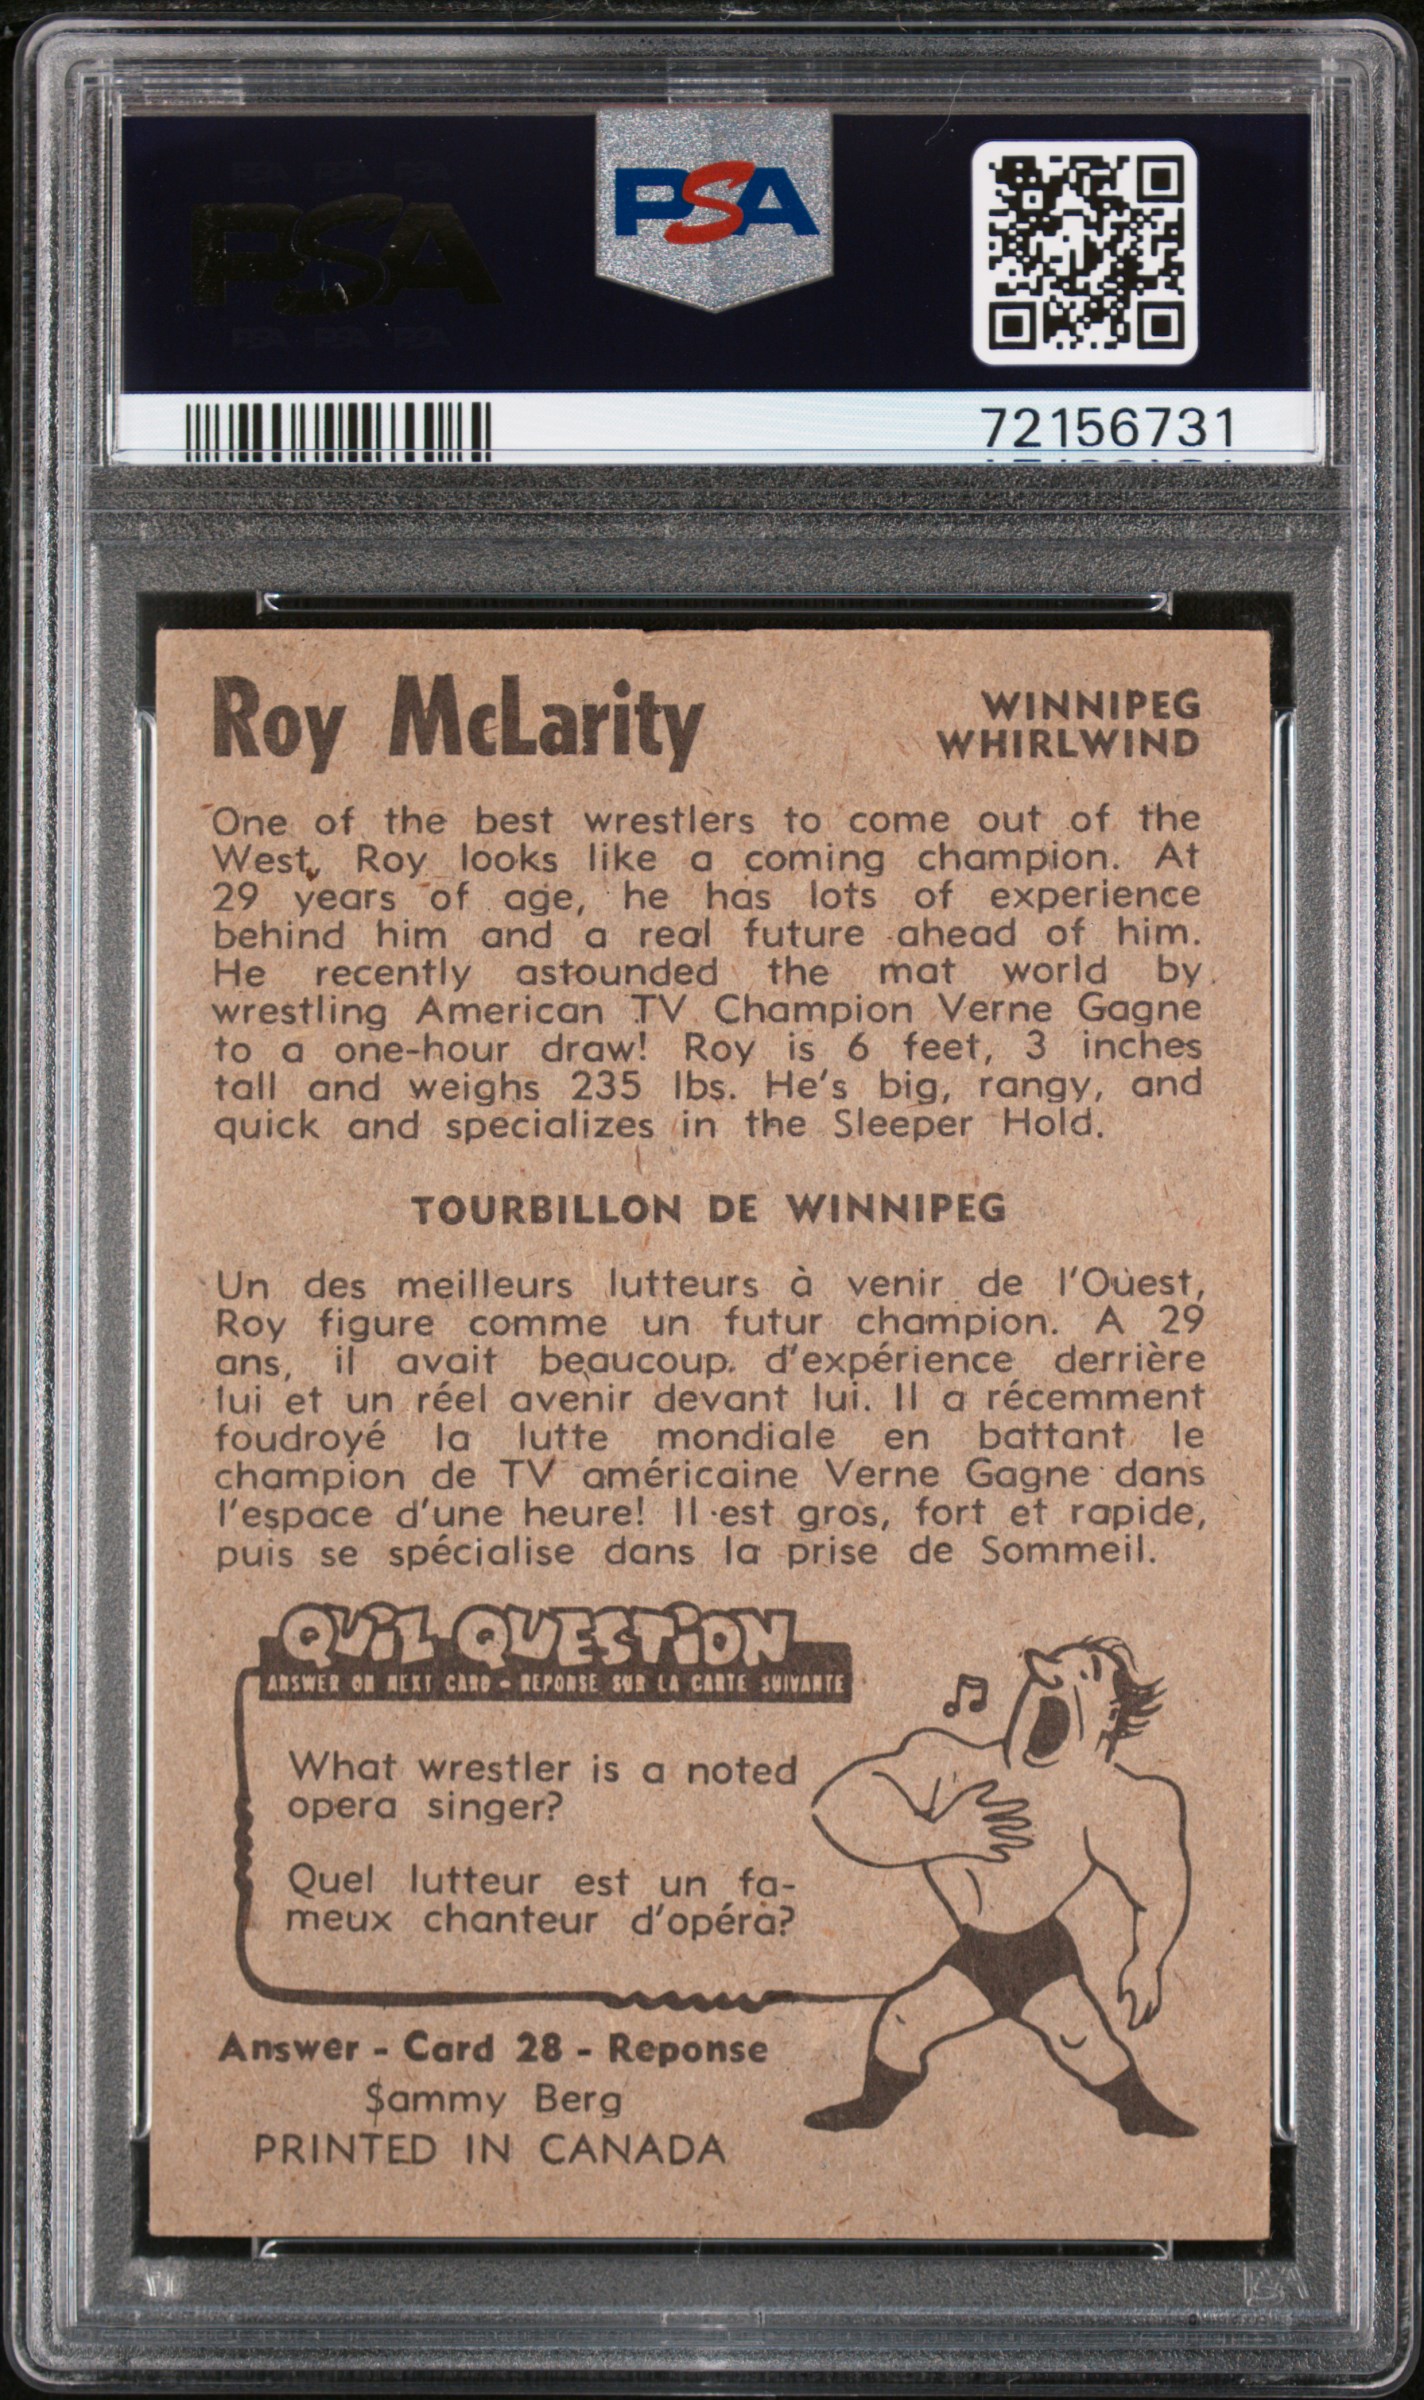 PSA
PSA
72156731
Roy McLarity
WINNIPEG
WHIRLWIND
One of the best wrestlers to come out of the
West, Roy looks like a coming champion. At
29 years of age, he has lots of experience
behind him and a real future ahead of him.
He recently astounded the mat world by
wrestling American TV Champion Verne Gagne
to a one-hour draw! Roy is 6 feet, 3 inches
tall and weighs 235 lbs. He's big, rangy, and
quick and specializes in the Sleeper Hold.
TOURBILLON DE WINNIPEG
Un des meilleurs lutteurs à venir de l'Ouest,
Roy figure comme un futur champion. A 29
ans, il avait beaucoup d'expérience derrière
lui et un réel avenir devant lui. Il a récemment
foudroyé la lutte mondiale en battant le
champion de TV américaine Verne Gagne dans
l'espace d'une heure! Il est gros, fort et rapide,
puis se spécialise dans la prise de Sommeil.
QUIZ QUESTION
ANSWER ON NEXT CARD - REPONSE SUR LA CARTE SUIVANTE
What wrestler is a noted
opera singer?
Quel lutteur est un fa-
meux chanteur d'opéra?
Answer - Card 28 - Reponse
Sammy Berg
PRINTED IN CANADA